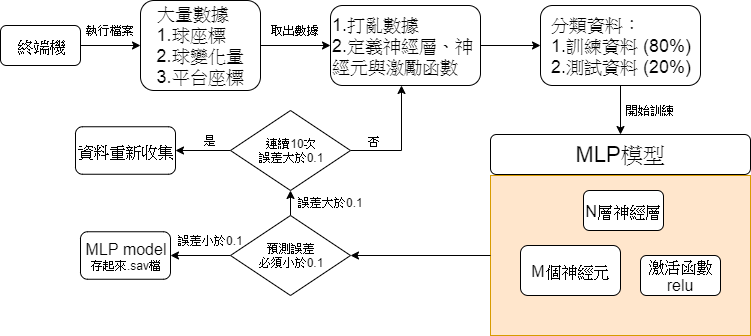 終端機
執行檔案
大量數據
1.球座標
2.球變化量
3.平台座標
取出數據
1.打亂數據
2.定義神經層、神
經元與激勵函數
分類資料：
1.訓練資料 (80%)
2.測試資料 (20%)
開始訓練
MLP模型
N層神經層
M個神經元
激活函數
relu
預測誤差
必須小於0.1
誤差小於0.1
MLP model
存起來.sav檔
誤差大於0.1
連續10次
誤差大於0.1
是
資料重新收集
否